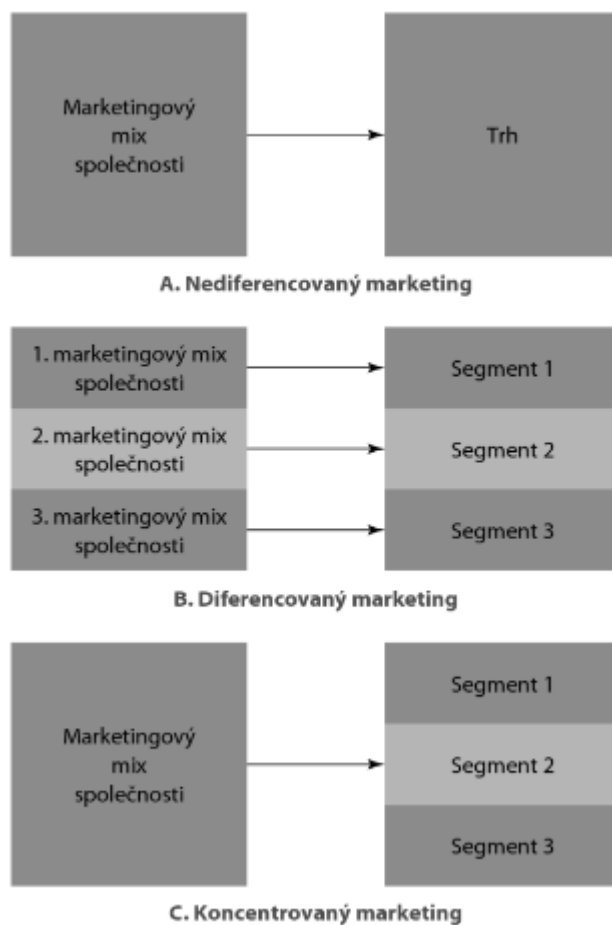 Marketingový
mix
společnosti
Trh
A. Nediferencovaný marketing
1. marketingový mix
společnosti
Segment 1
2. marketingový mix
společnosti
Segment 2
3. marketingový mix
společnosti
Segment 3
B. Diferencovaný marketing
Marketingový
mix
společnosti
Segment 1
Segment 2
Segment 3
C. Koncentrovaný marketing